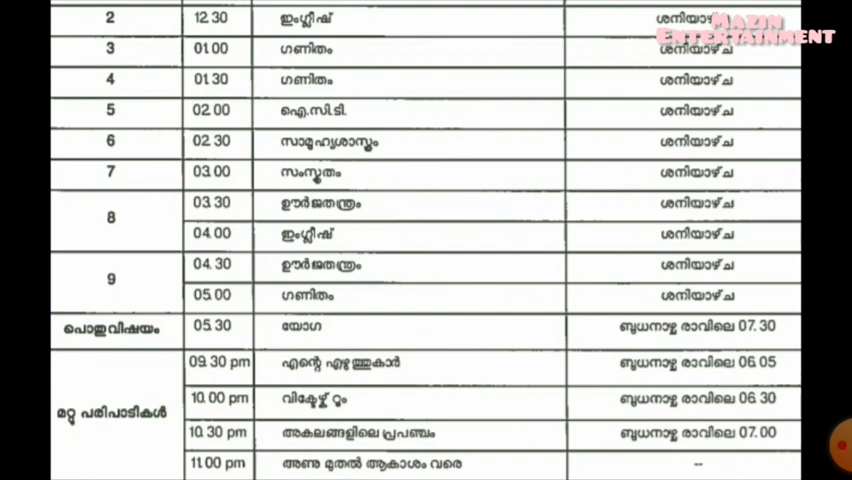 2 12.30 ഇംഗ്ലീഷ് ശനിയാഴ്ച
Mazin
Entertainment
3 01.00 ഗണിതം ശനിയാഴ്ച
4 01.30 ഗണിതം ശനിയാഴ്ച
5 02.00 ഐ.സി.ടി. ശനിയാഴ്ച
6 02.30 സാമൂഹ്യശാസ്ത്രം ശനിയാഴ്ച
7 03.00 സംസ്കൃതം ശനിയാഴ്ച
8 03.30 ഊർജതന്ത്രം ശനിയാഴ്ച
04.00 ഇംഗ്ലീഷ് ശനിയാഴ്ച
9 04.30 ഊർജതന്ത്രം ശനിയാഴ്ച
05.00 ഗണിതം ശനിയാഴ്ച
പൊതുവിഷയം 05.30 യോഗ ബുധനാഴ്ച രാവിലെ 07.30
മറ്റു പരിപാടികൾ 09.30 pm എന്റെ എഴുത്തുകാർ ബുധനാഴ്ച രാവിലെ 06.05
10.00 pm വിക്ടേഴ്സ് റൂം ബുധനാഴ്ച രാവിലെ 06.30
10.30 pm അകലങ്ങളിലെ പ്രപഞ്ചം ബുധനാഴ്ച രാവിലെ 07.00
11.00 pm അണു മുതൽ ആകാശം വരെ --